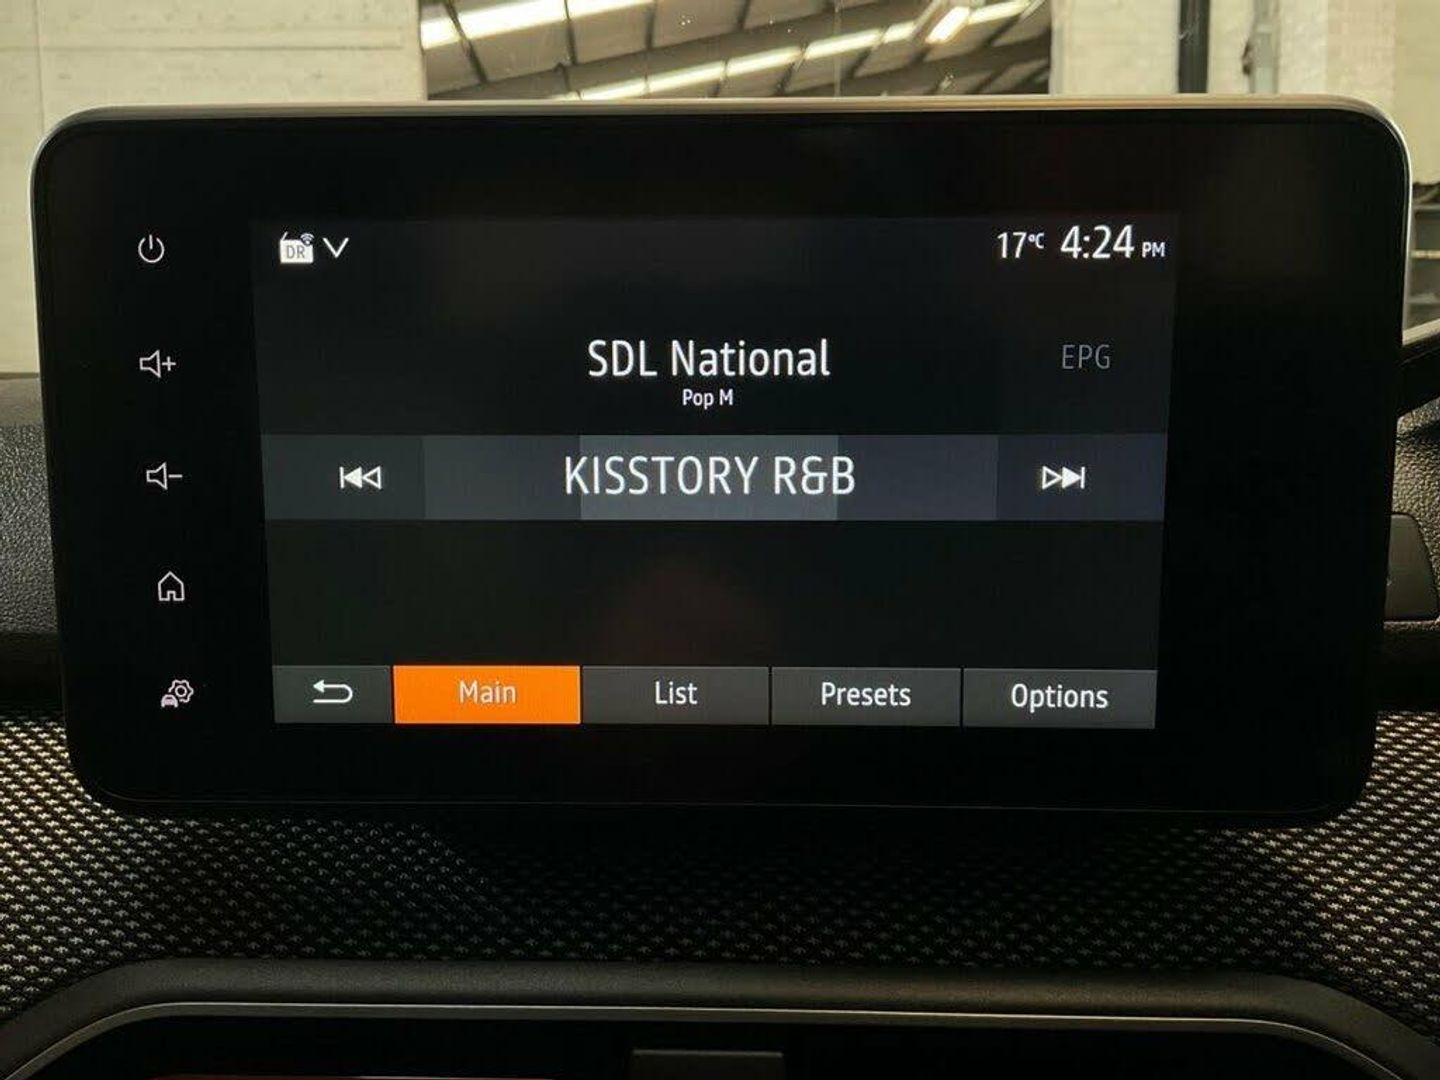 DR
17°C 4:24 PM
SDL National
EPG
Pop M
KISSTORY R&B
Main
List
Presets
Options